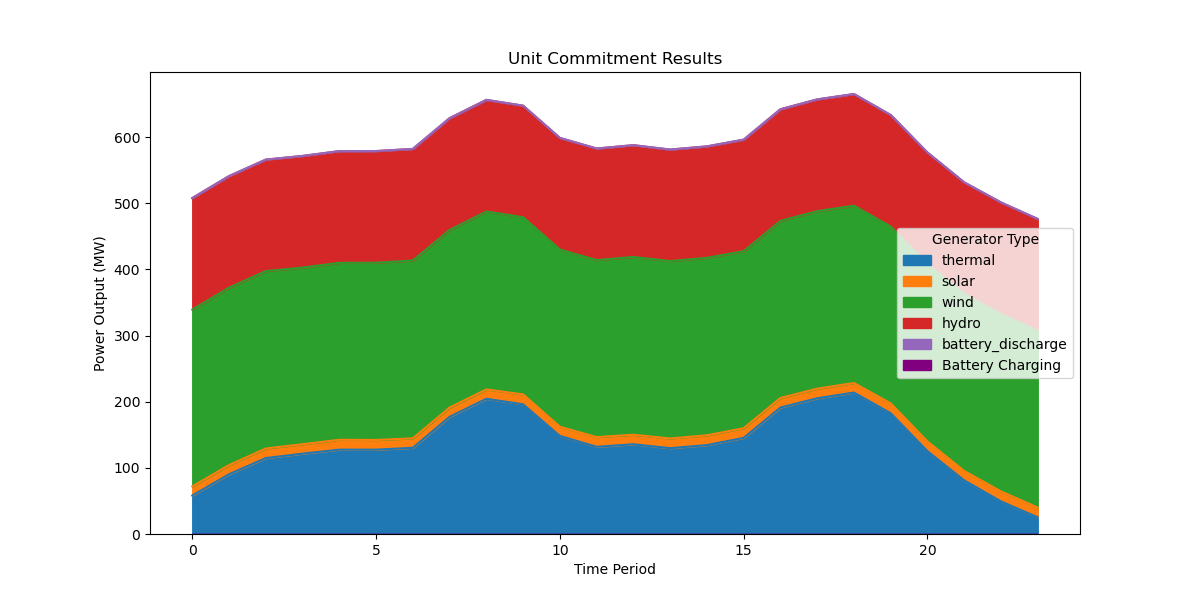 Unit Commitment Results
Power Output (MW)
600
500
400
300
200
100
0
0 5 10 15 20
Time Period
Generator Type
thermal
solar
wind
hydro
battery_discharge
Battery Charging